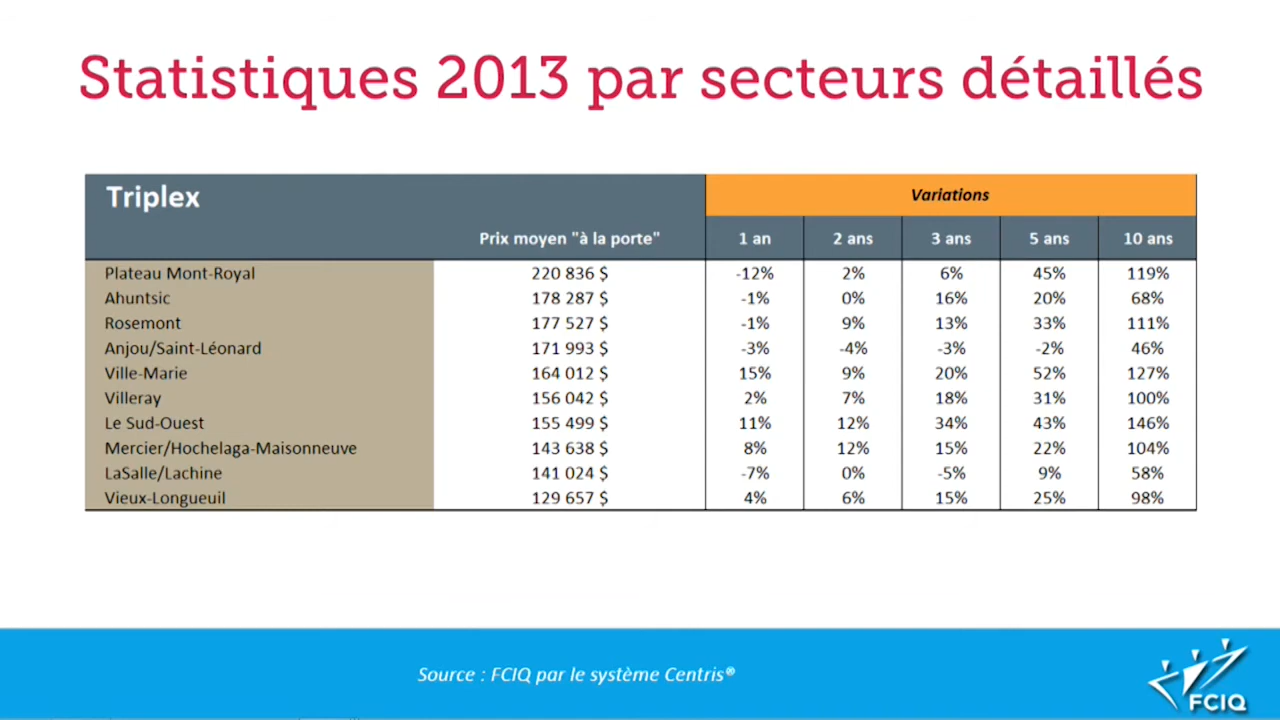 Statistiques 2013 par secteurs détaillés
Triplex
Variations
Prix moyen "à la porte" 1 an 2 ans 3 ans 5 ans 10 ans
Plateau Mont-Royal 220 836 $ -12% 2% 6% 45% 119%
Ahuntsic 178 287 $ -1% 0% 16% 20% 68%
Rosemont 177 527 $ -1% 9% 13% 33% 111%
Anjou/Saint-Léonard 171 993 $ -3% -4% -3% -2% 46%
Ville-Marie 164 012 $ 15% 9% 20% 52% 127%
Villeray 156 042 $ 2% 7% 18% 31% 100%
Le Sud-Ouest 155 499 $ 11% 12% 34% 43% 146%
Mercier/Hochelaga-Maisonneuve 143 638 $ 8% 12% 15% 22% 104%
LaSalle/Lachine 141 024 $ -7% 0% -5% 9% 58%
Vieux-Longueuil 129 657 $ 4% 6% 15% 25% 98%
Source : FCIQ par le système Centris®
FCIQ